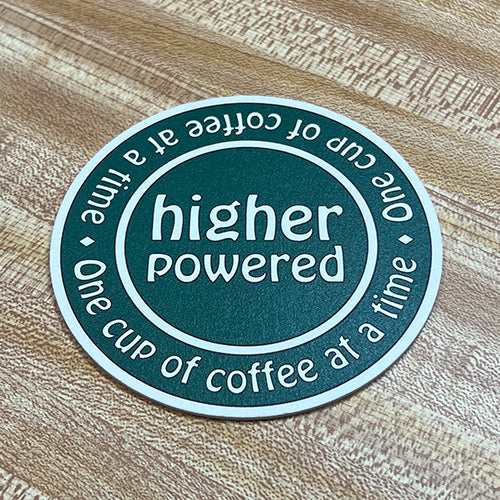 higher
powered
One cup of coffee at a time
One cup of coffee at a time